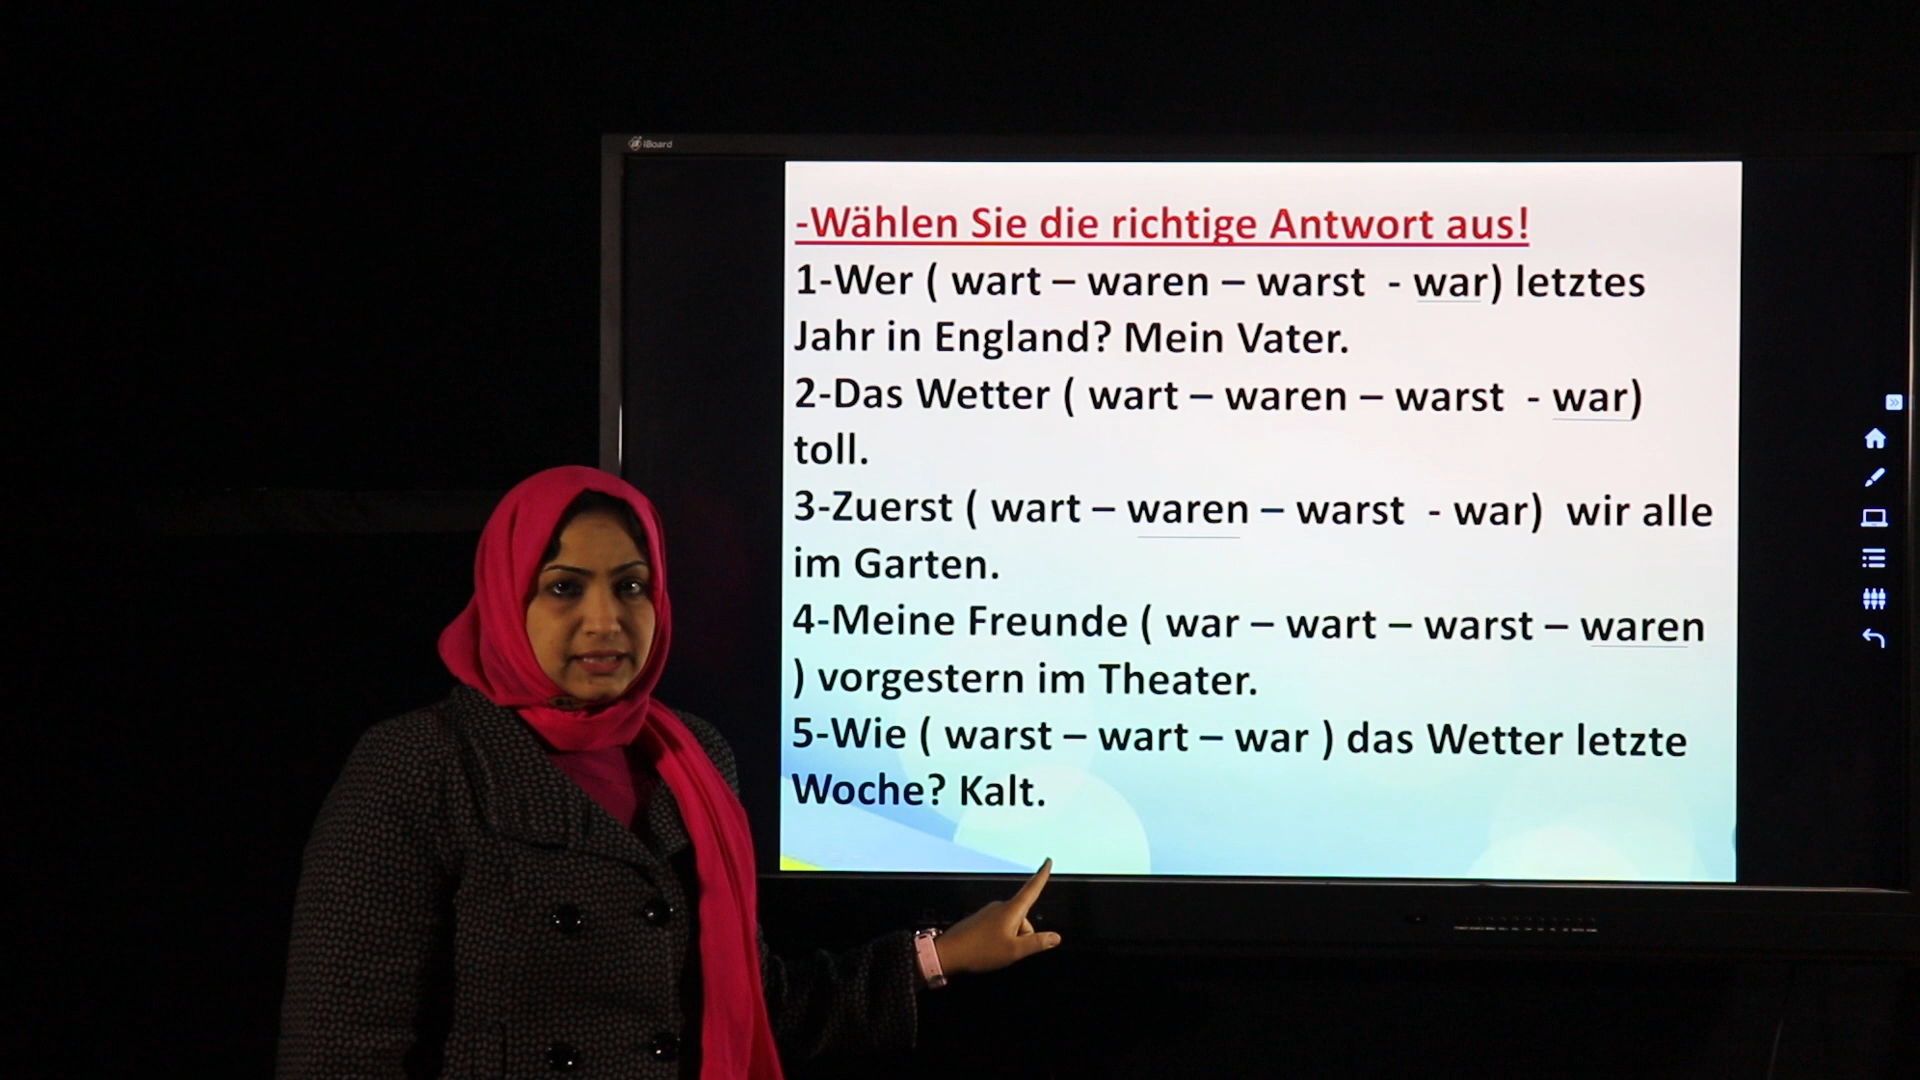 IBoard
-Wählen Sie die richtige Antwort aus!
1-Wer ( wart – waren – warst  - war) letztes
Jahr in England? Mein Vater.
2-Das Wetter ( wart – waren – warst  - war)
toll.
3-Zuerst ( wart – waren – warst  - war)  wir alle
im Garten.
4-Meine Freunde ( war – wart – warst – waren
) vorgestern im Theater.
5-Wie ( warst – wart – war ) das Wetter letzte
Woche? Kalt.